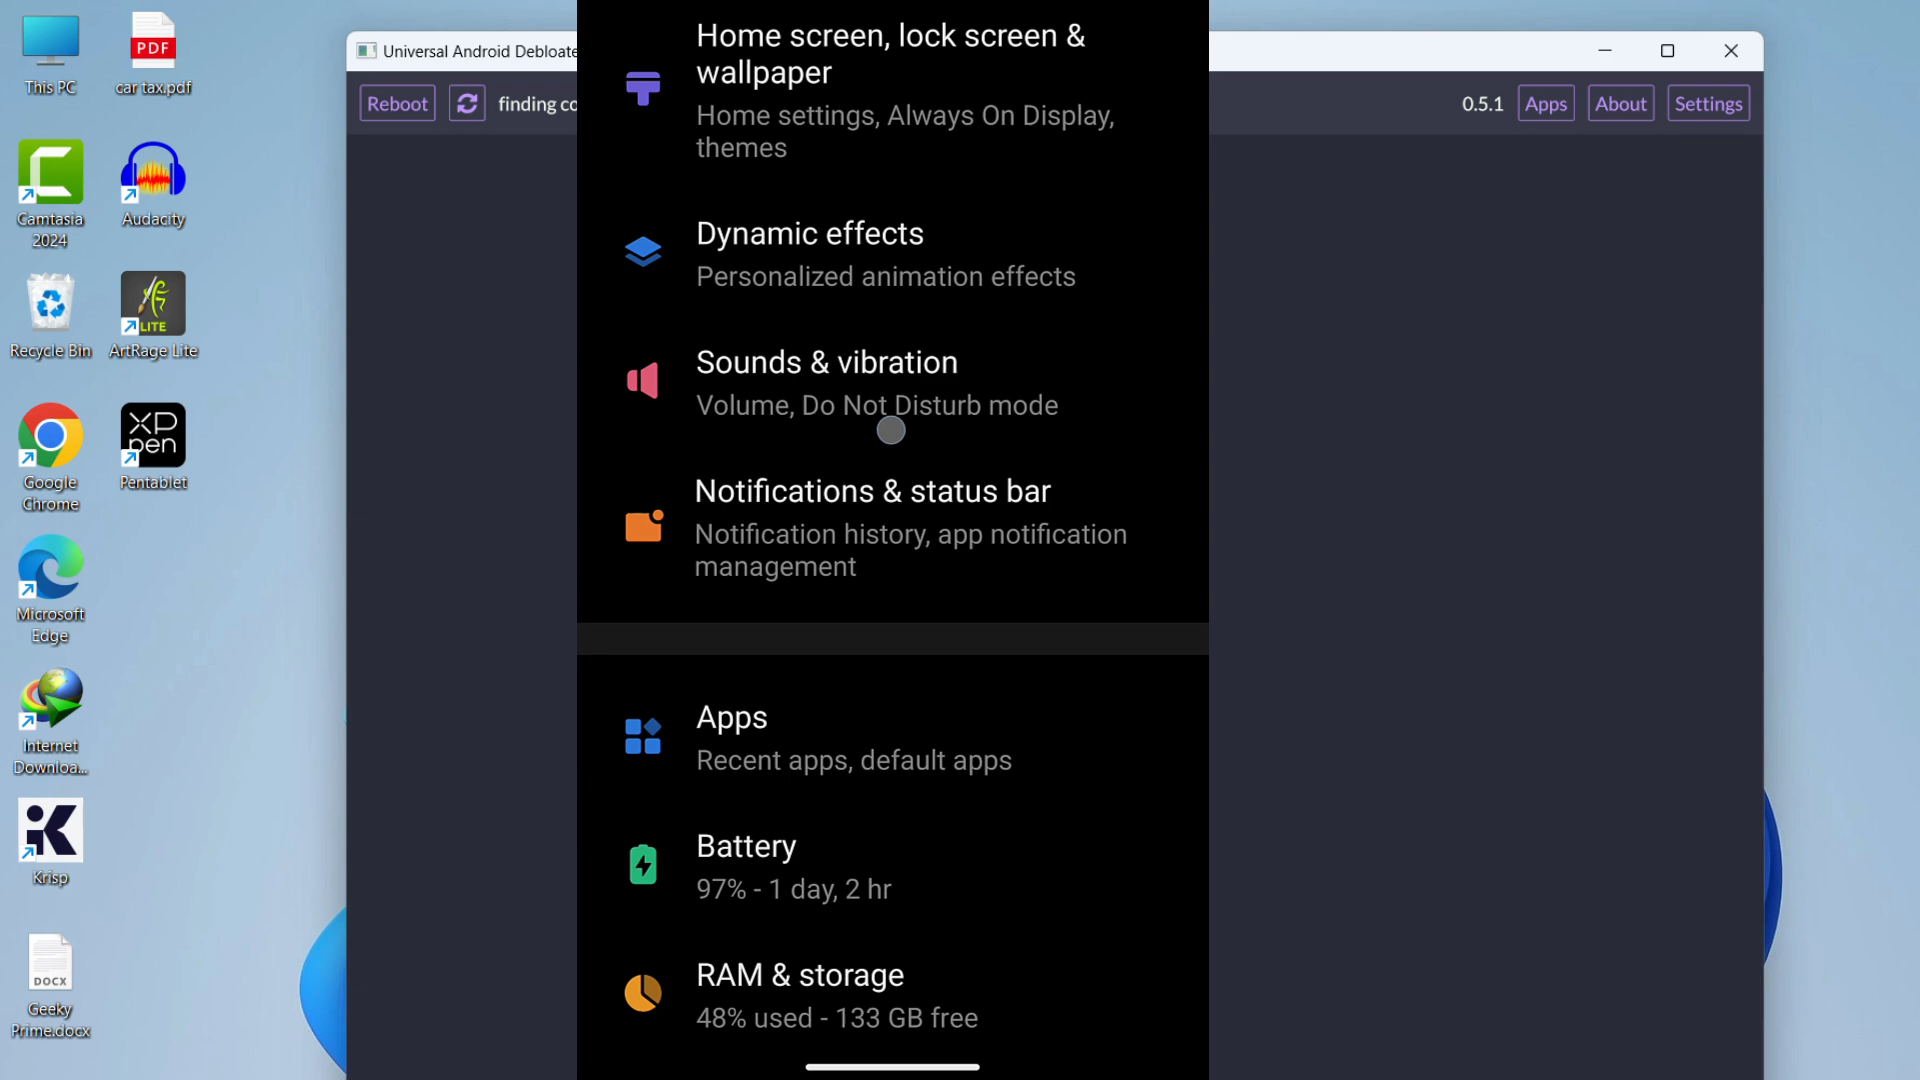 This PC
PDF
car tax.pdf
Camtasia
2024
Audacity
Recycle Bin
LITE
ArtRage Lite
Google
Chrome
XP
pen
Pentablet
Microsoft
Edge
Internet
Downloa...
Krisp
DOCX
Geeky
Prime.docx
Universal Android Debloate
Reboot
finding co
0.5.1
Apps
About
Settings
Home screen, lock screen &
wallpaper
Home settings, Always On Display,
themes
Dynamic effects
Personalized animation effects
Sounds & vibration
Volume, Do Not Disturb mode
Notifications & status bar
Notification history, app notification
management
Apps
Recent apps, default apps
Battery
97% - 1 day, 2 hr
RAM & storage
48% used - 133 GB free